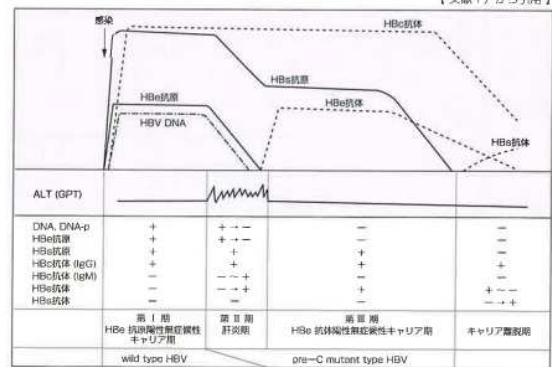 【文献17から引用】
感染
HBc抗体
HBs抗原
HBe抗原
HBe抗体
HBV DNA
HBs抗体
ALT (GPT)
DNA, DNA-p + + → − − −
HBe抗原 + + → − − −
HBs抗原 + + + −
HBc抗体 (IgG) + + + +
HBc抗体 (IgM) − − ~ + − −
HBe抗体 − − → + + + ~ −
HBs抗体 − − − − → +
第 I 期 第 II 期 第 III 期
HBe 抗原陽性無症候性 肝炎期 HBe 抗体陽性無症候性キャリア期 キャリア離脱期
キャリア期
wild type HBV pre−C mutant type HBV